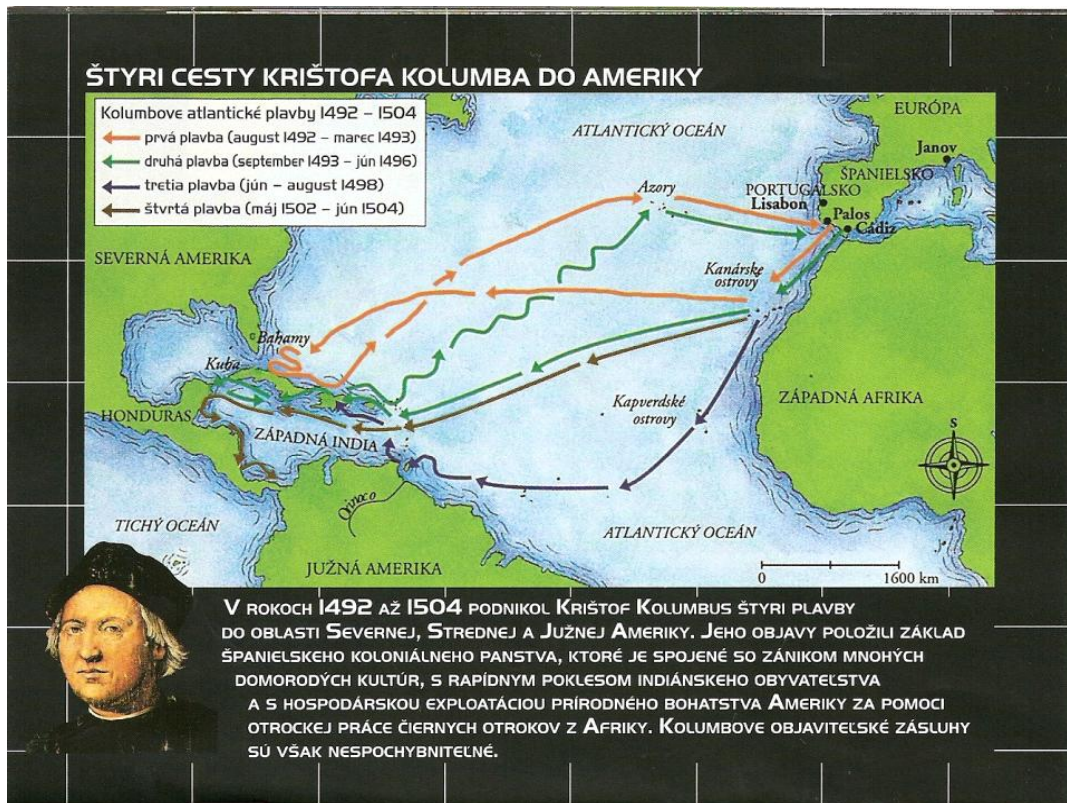 ŠTYRI CESTY KRIŠTOFA KOLUMBA DO AMERIKY
Kolumbove atlantické plavby 1492 – 1504
prvá plavba (august 1492 – marec 1493)
druhá plavba (september 1493 – jún 1496)
tretia plavba (jún – august 1498)
štvrtá plavba (máj 1502 – jún 1504)
ATLANTICKÝ OCEÁN
EURÓPA
Janov
ŠPANIELSKO
PORTUGALSKO
Lisabon
Palos
Cádiz
Azory
SEVERNÁ AMERIKA
Kanárske
ostrovy
Bahamy
Kuba
HONDURAS
ZÁPADNÁ INDIA
Kapverdské
ostrovy
ZÁPADNÁ AFRIKA
S
Orinoco
TICHÝ OCEÁN
ATLANTICKÝ OCEÁN
JUŽNÁ AMERIKA
0 1600 km
V ROKOCH 1492 AŽ 1504 PODNIKOL KRIŠTOF KOLUMBUS ŠTYRI PLAVBY
DO OBLASTI SEVERNEJ, STREDNEJ A JUŽNEJ AMERIKY. JEHO OBJAVY POLOŽILI ZÁKLAD
ŠPANIELSKEHO KOLONIÁLNEHO PANSTVA, KTORÉ JE SPOJENÉ SO ZÁNIKOM MNOHÝCH
DOMORODÝCH KULTÚR, S RAPÍDNYM POKLESOM INDIÁNSKEHO OBYVATEĽSTVA
A S HOSPODÁRSKOU EXPLOATÁCIOU PRÍRODNÉHO BOHATSTVA AMERIKY ZA POMOCI
OTROCKEJ PRÁCE ČIERNYCH OTROKOV Z AFRIKY. KOLUMBOVE OBJAVITEĽSKÉ ZÁSLUHY
SÚ VŠAK NESPOCHYBNITEĽNÉ.